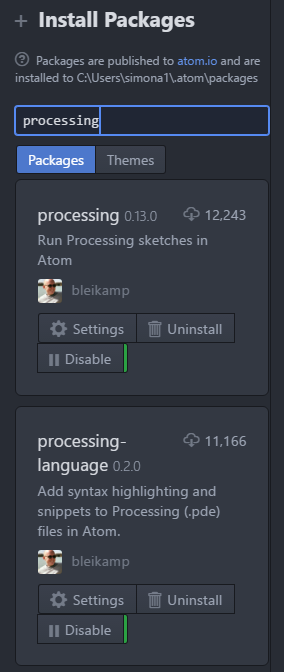 Install Packages
Packages are published to atom.io and are
installed to C:\Users\simona1\.atom\packages
processing
Packages Themes
processing 0.13.0 12,243
Run Processing sketches in
Atom
bleikamp
Settings Uninstall
Disable
processing- 11,166
language 0.2.0
Add syntax highlighting and
snippets to Processing (.pde)
files in Atom.
bleikamp
Settings Uninstall
Disable